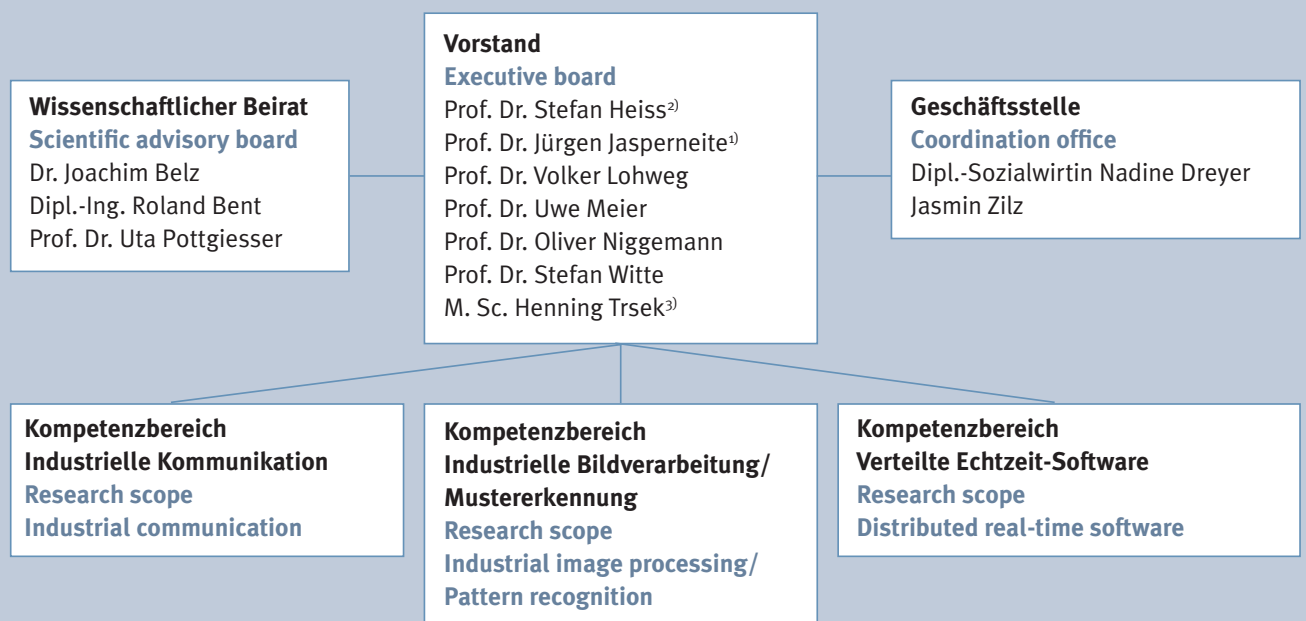 Vorstand
Executive board
Prof. Dr. Stefan Heiss²⁾
Prof. Dr. Jürgen Jasperneite¹⁾
Prof. Dr. Volker Lohweg
Prof. Dr. Uwe Meier
Prof. Dr. Oliver Niggemann
Prof. Dr. Stefan Witte
M. Sc. Henning Trsek³⁾
Wissenschaftlicher Beirat
Scientific advisory board
Dr. Joachim Belz
Dipl.-Ing. Roland Bent
Prof. Dr. Uta Pottgiesser
Geschäftsstelle
Coordination office
Dipl.-Sozialwirtin Nadine Dreyer
Jasmin Zilz
Kompetenzbereich
Industrielle Kommunikation
Research scope
Industrial communication
Kompetenzbereich
Industrielle Bildverarbeitung/
Mustererkennung
Research scope
Industrial image processing/
Pattern recognition
Kompetenzbereich
Verteilte Echtzeit-Software
Research scope
Distributed real-time software